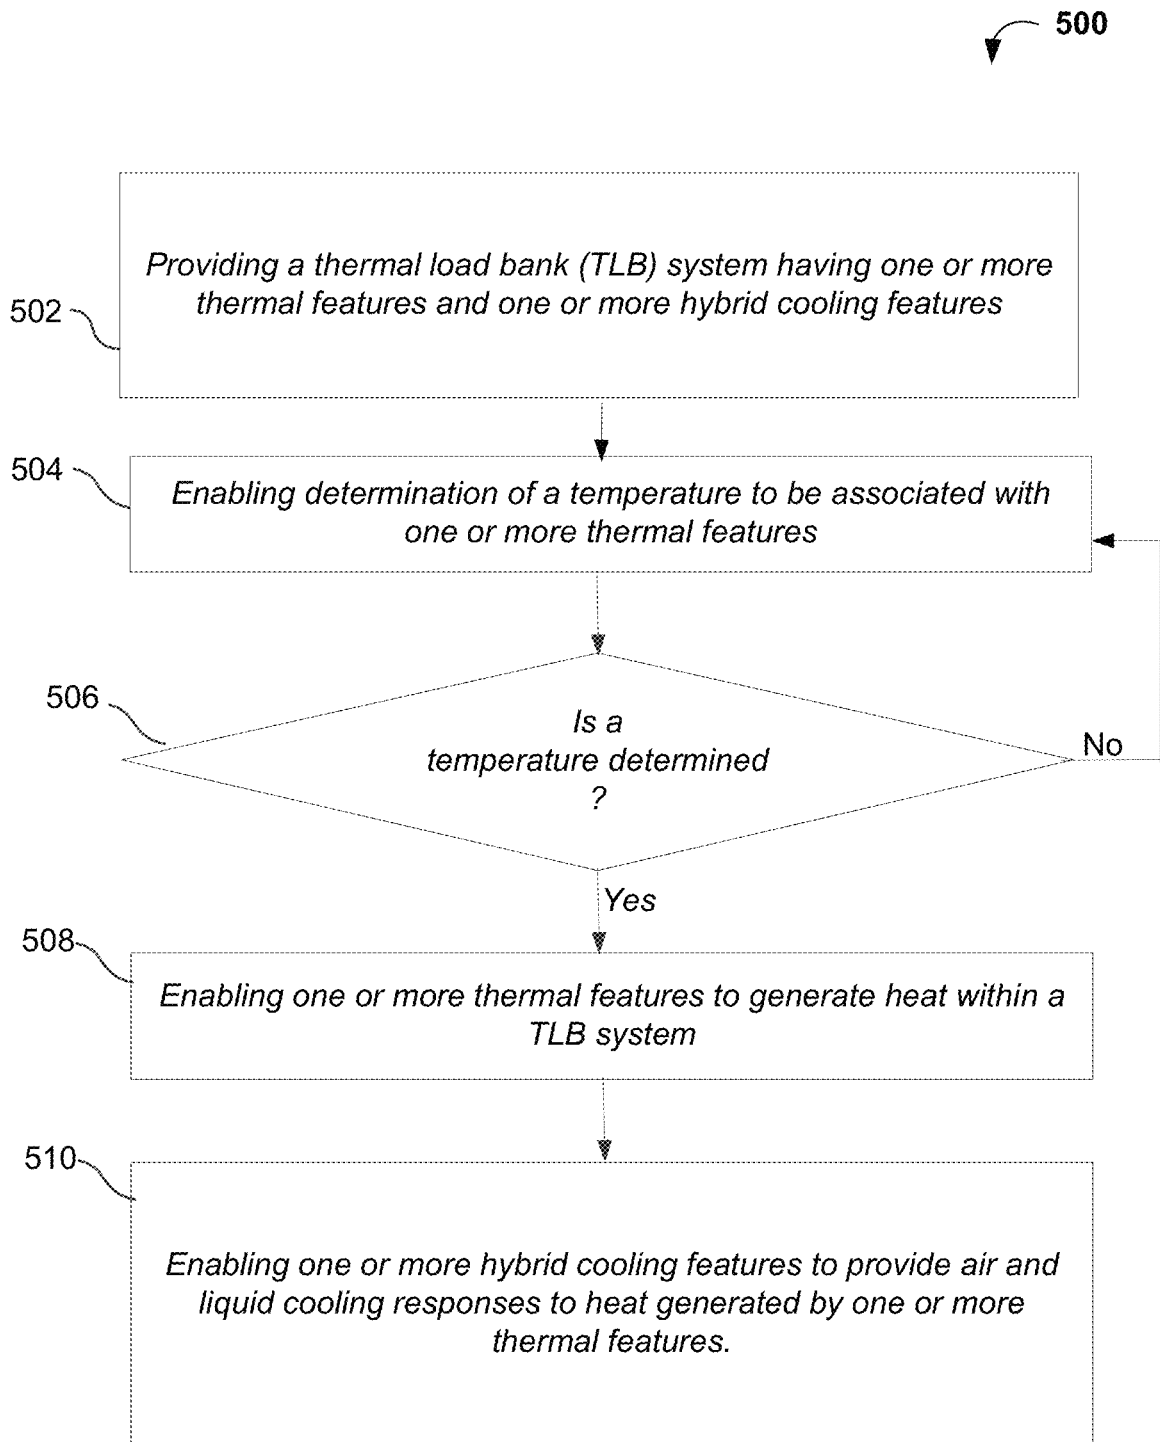 500
Providing a thermal load bank (TLB) system having one or more
thermal features and one or more hybrid cooling features
502
504
Enabling determination of a temperature to be associated with
one or more thermal features
506
Is a
temperature determined
?
No
Yes
508
Enabling one or more thermal features to generate heat within a
TLB system
510
Enabling one or more hybrid cooling features to provide air and
liquid cooling responses to heat generated by one or more
thermal features.